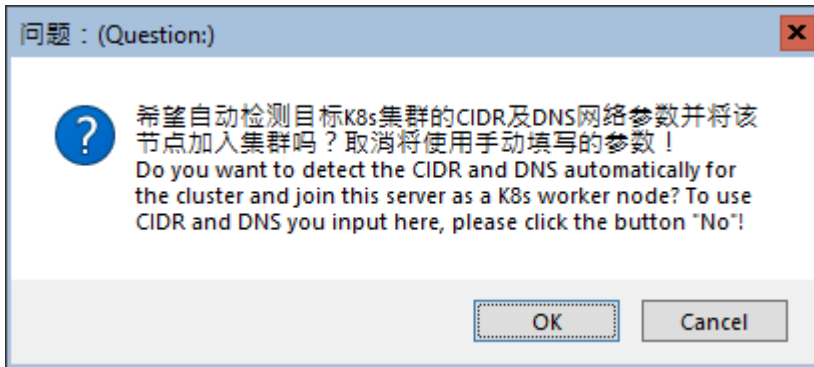 问题：(Question:)
希望自动检测目标K8s集群的CIDR及DNS网络参数并将该
节点加入集群吗？取消将使用手动填写的参数！
Do you want to detect the CIDR and DNS automatically for
the cluster and join this server as a K8s worker node? To use
CIDR and DNS you input here, please click the button "No"!
OK
Cancel